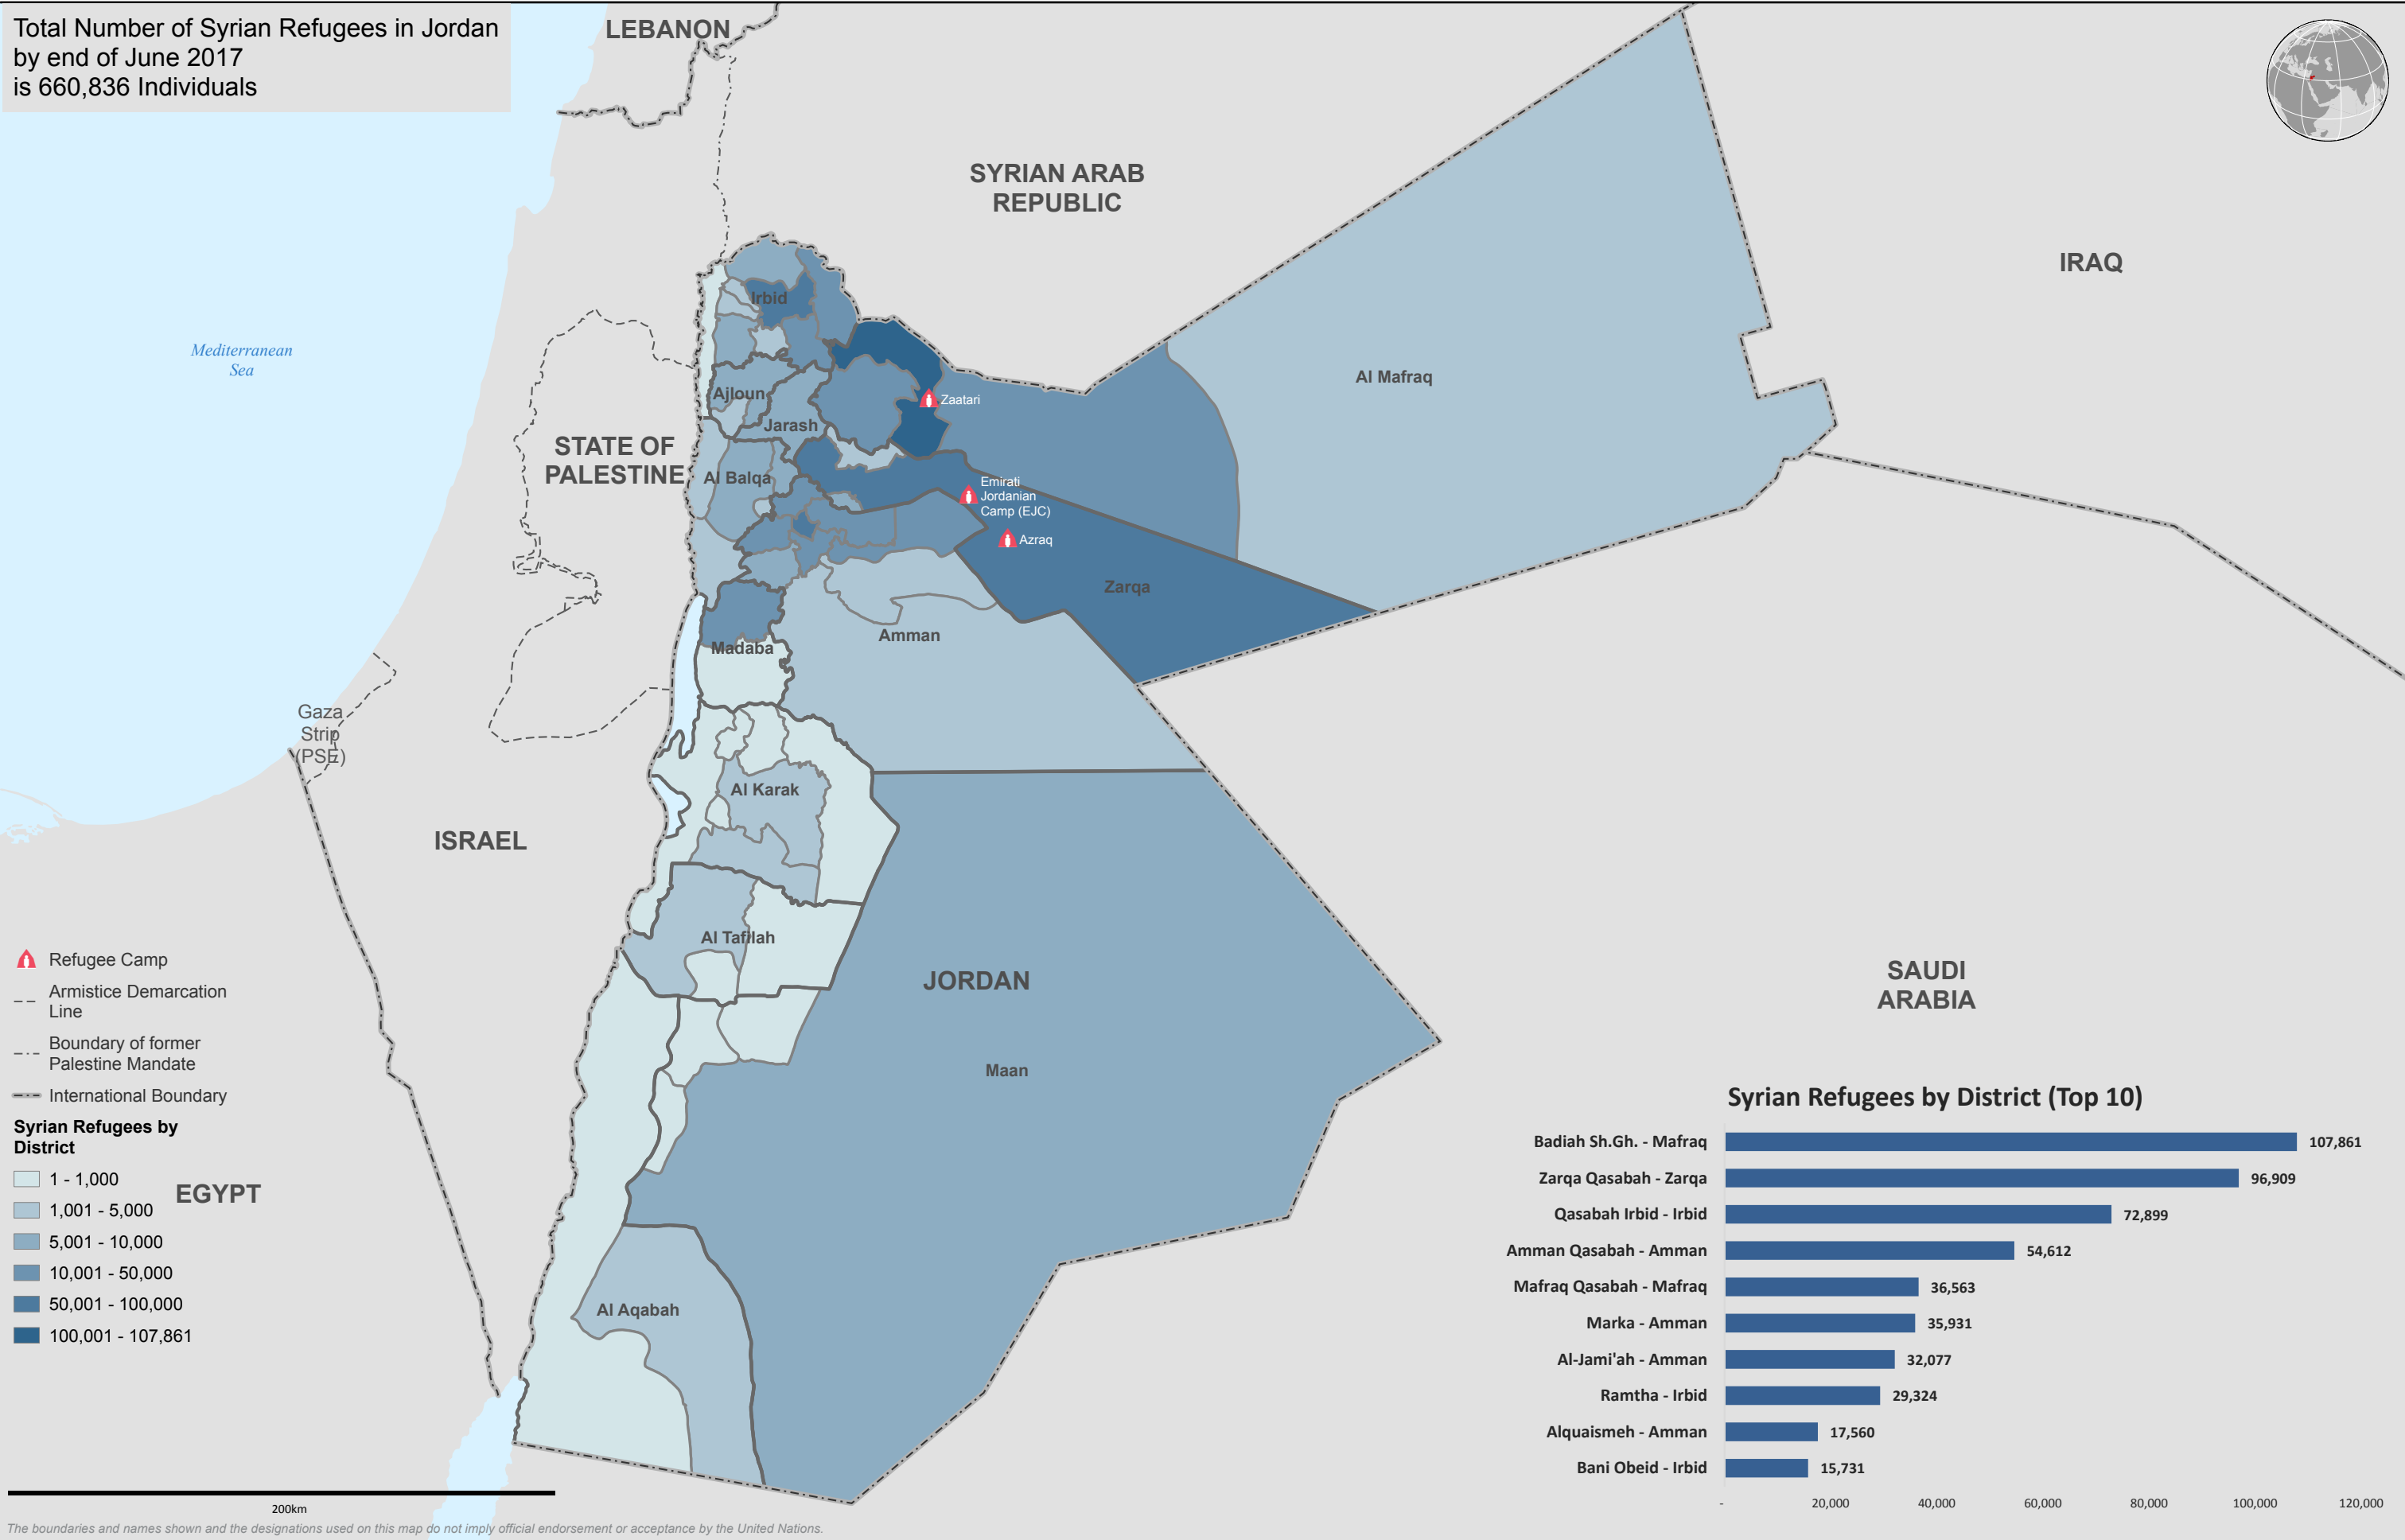 Total Number of Syrian Refugees in Jordan
by end of June 2017
is 660,836 Individuals
LEBANON
SYRIAN ARAB
REPUBLIC
IRAQ
Mediterranean
Sea
Irbid
Al Mafraq
Ajloun
Zaatari
Jarash
STATE OF
PALESTINE
Al Balqa
Emirati
Jordanian
Camp (EJC)
Azraq
Zarqa
Amman
Madaba
Gaza
Strip
(PSE)
Al Karak
ISRAEL
Al Tafilah
JORDAN
SAUDI
ARABIA
Maan
EGYPT
Al Aqabah
Refugee Camp
Armistice Demarcation
Line
Boundary of former
Palestine Mandate
International Boundary
Syrian Refugees by
District
1 - 1,000
1,001 - 5,000
5,001 - 10,000
10,001 - 50,000
50,001 - 100,000
100,001 - 107,861
Syrian Refugees by District (Top 10)
Badiah Sh.Gh. - Mafraq 107,861
Zarqa Qasabah - Zarqa 96,909
Qasabah Irbid - Irbid 72,899
Amman Qasabah - Amman 54,612
Mafraq Qasabah - Mafraq 36,563
Marka - Amman 35,931
Al-Jami'ah - Amman 32,077
Ramtha - Irbid 29,324
Alquaismeh - Amman 17,560
Bani Obeid - Irbid 15,731
- 20,000 40,000 60,000 80,000 100,000 120,000
200km
The boundaries and names shown and the designations used on this map do not imply official endorsement or acceptance by the United Nations.